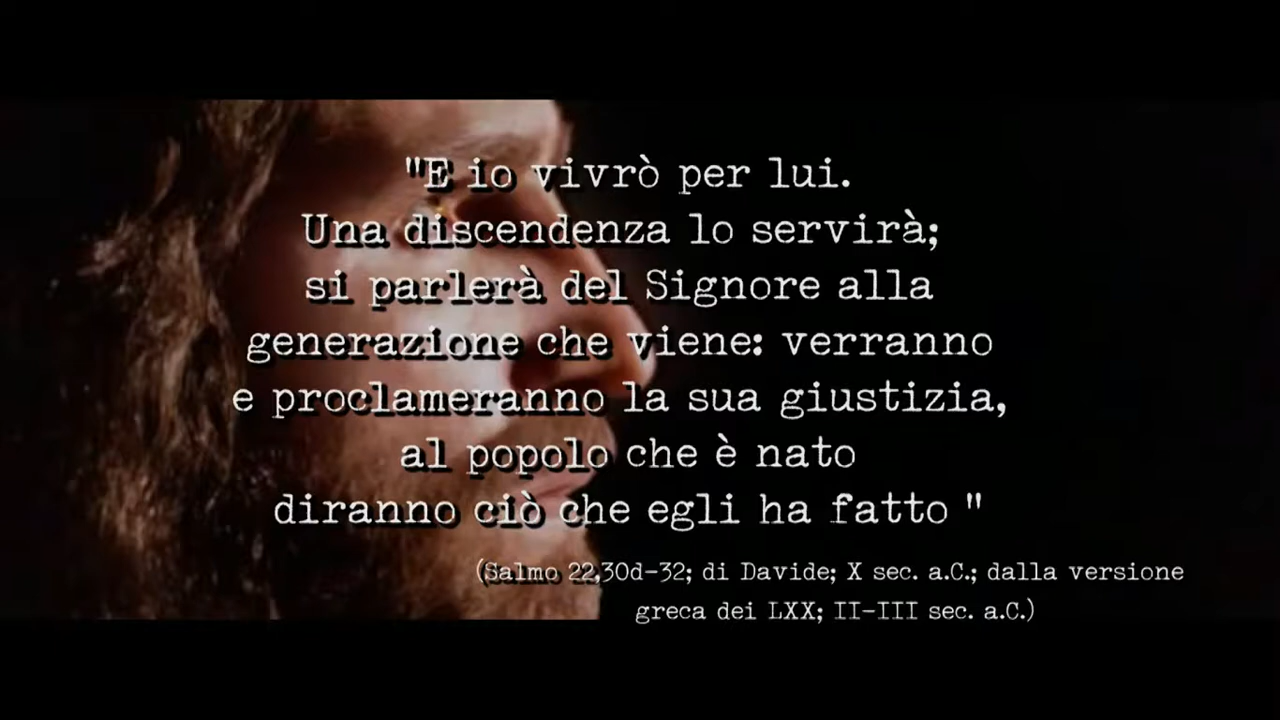 "E io vivrò per lui.
Una discendenza lo servirà;
si parlerà del Signore alla
generazione che viene: verranno
e proclameranno la sua giustizia,
al popolo che è nato
diranno ciò che egli ha fatto "
(Salmo 22,30d-32; di Davide; X sec. a.C.; dalla versione
greca dei LXX; II-III sec. a.C.)